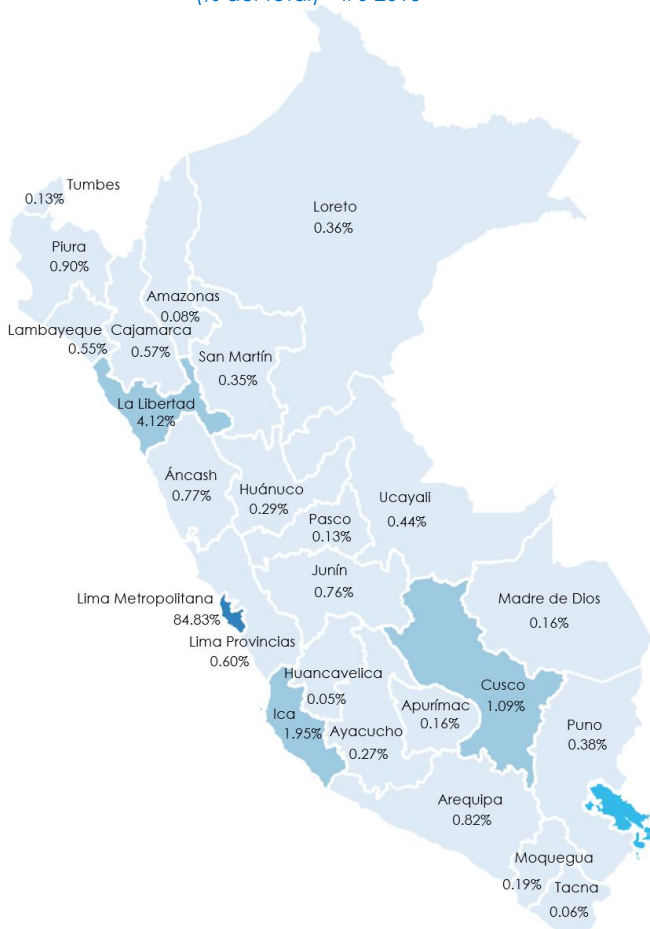 Tumbes
0.13%
Loreto
0.36%
Piura
0.90%
Amazonas
0.08%
Lambayeque
0.55%
Cajamarca
0.57%
San Martín
0.35%
La Libertad
4.12%
Áncash
0.77%
Huánuco
0.29%
Ucayali
0.44%
Pasco
0.13%
Junín
0.76%
Lima Metropolitana
84.83%
Madre de Dios
0.16%
Lima Provincias
0.60%
Huancavelica
0.05%
Cusco
1.09%
Apurímac
0.16%
Ica
1.95%
Ayacucho
0.27%
Puno
0.38%
Arequipa
0.82%
Moquegua
0.19%
Tacna
0.06%